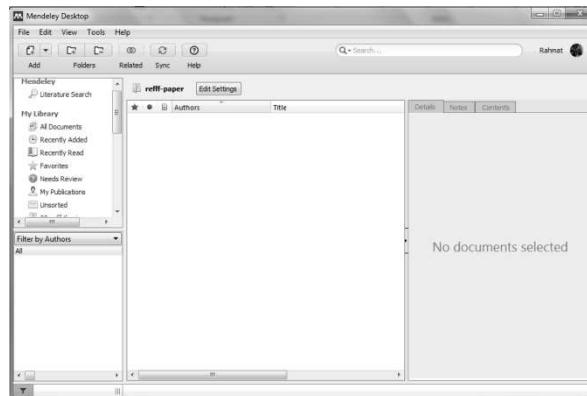 Mendeley Desktop
File Edit View Tools Help
Search...
Rahnat
Add Folders Related Sync Help
Mendeley
Literature Search
My Library
All Documents
Recently Added
Recently Read
Favorites
Needs Review
My Publications
Unsorted
refff-paper Edit Settings
Authors Title
Details Notes Contents
No documents selected
Filter by Authors
All